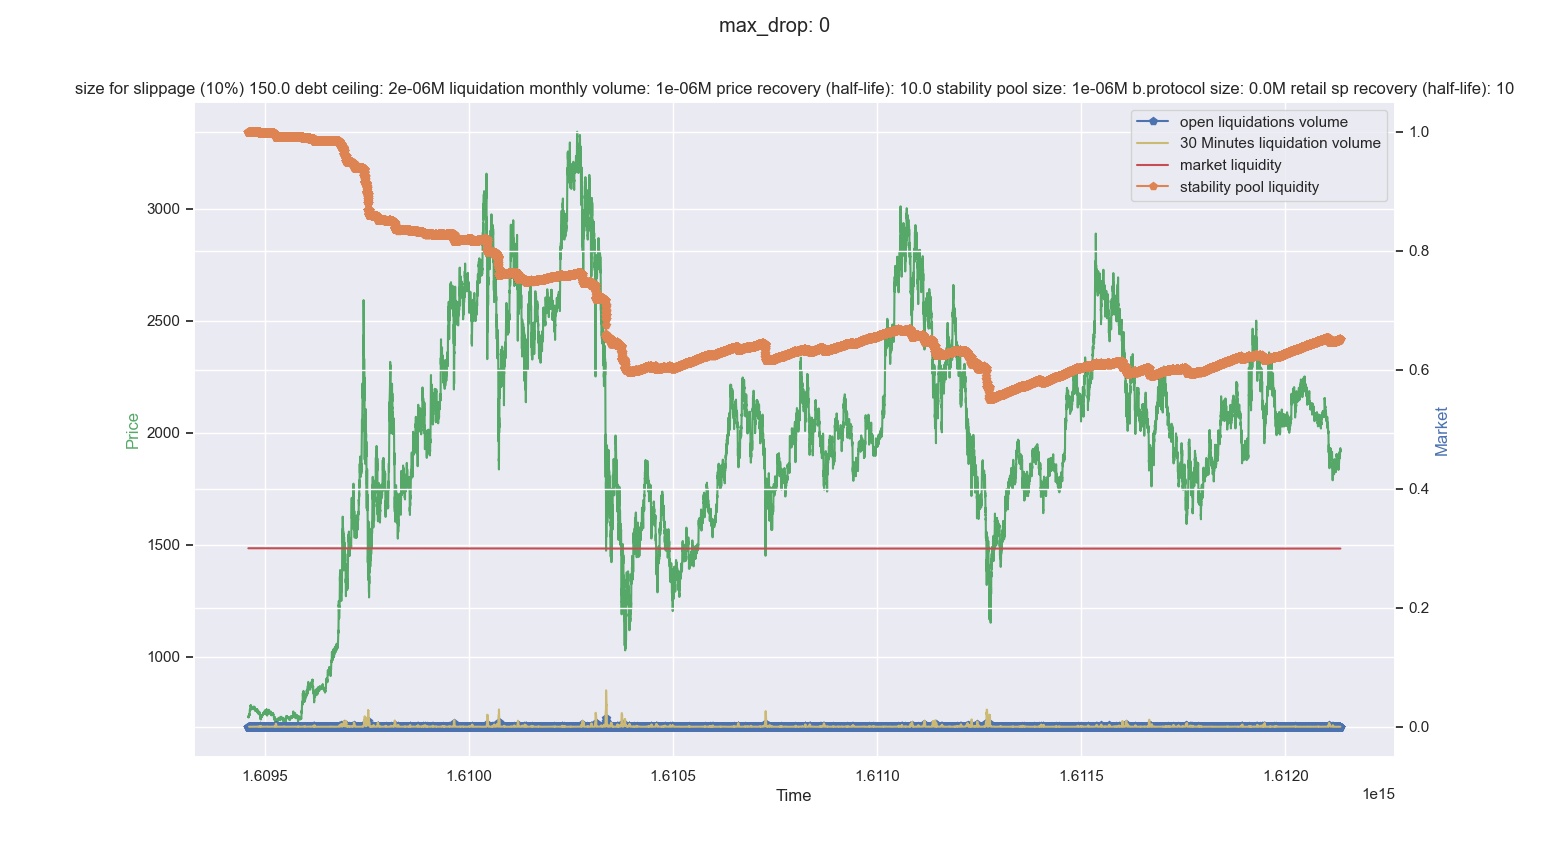 max_drop: 0
size for slippage (10%) 150.0 debt ceiling: 2e-06M liquidation monthly volume: 1e-06M price recovery (half-life): 10.0 stability pool size: 1e-06M b.protocol size: 0.0M retail sp recovery (half-life): 10
open liquidations volume
30 Minutes liquidation volume
market liquidity
stability pool liquidity
Price
3000
2500
2000
1500
1000
1.0
0.8
0.6
0.4
0.2
0.0
Market
1.6095 1.6100 1.6105 1.6110 1.6115 1.6120
1e15
Time